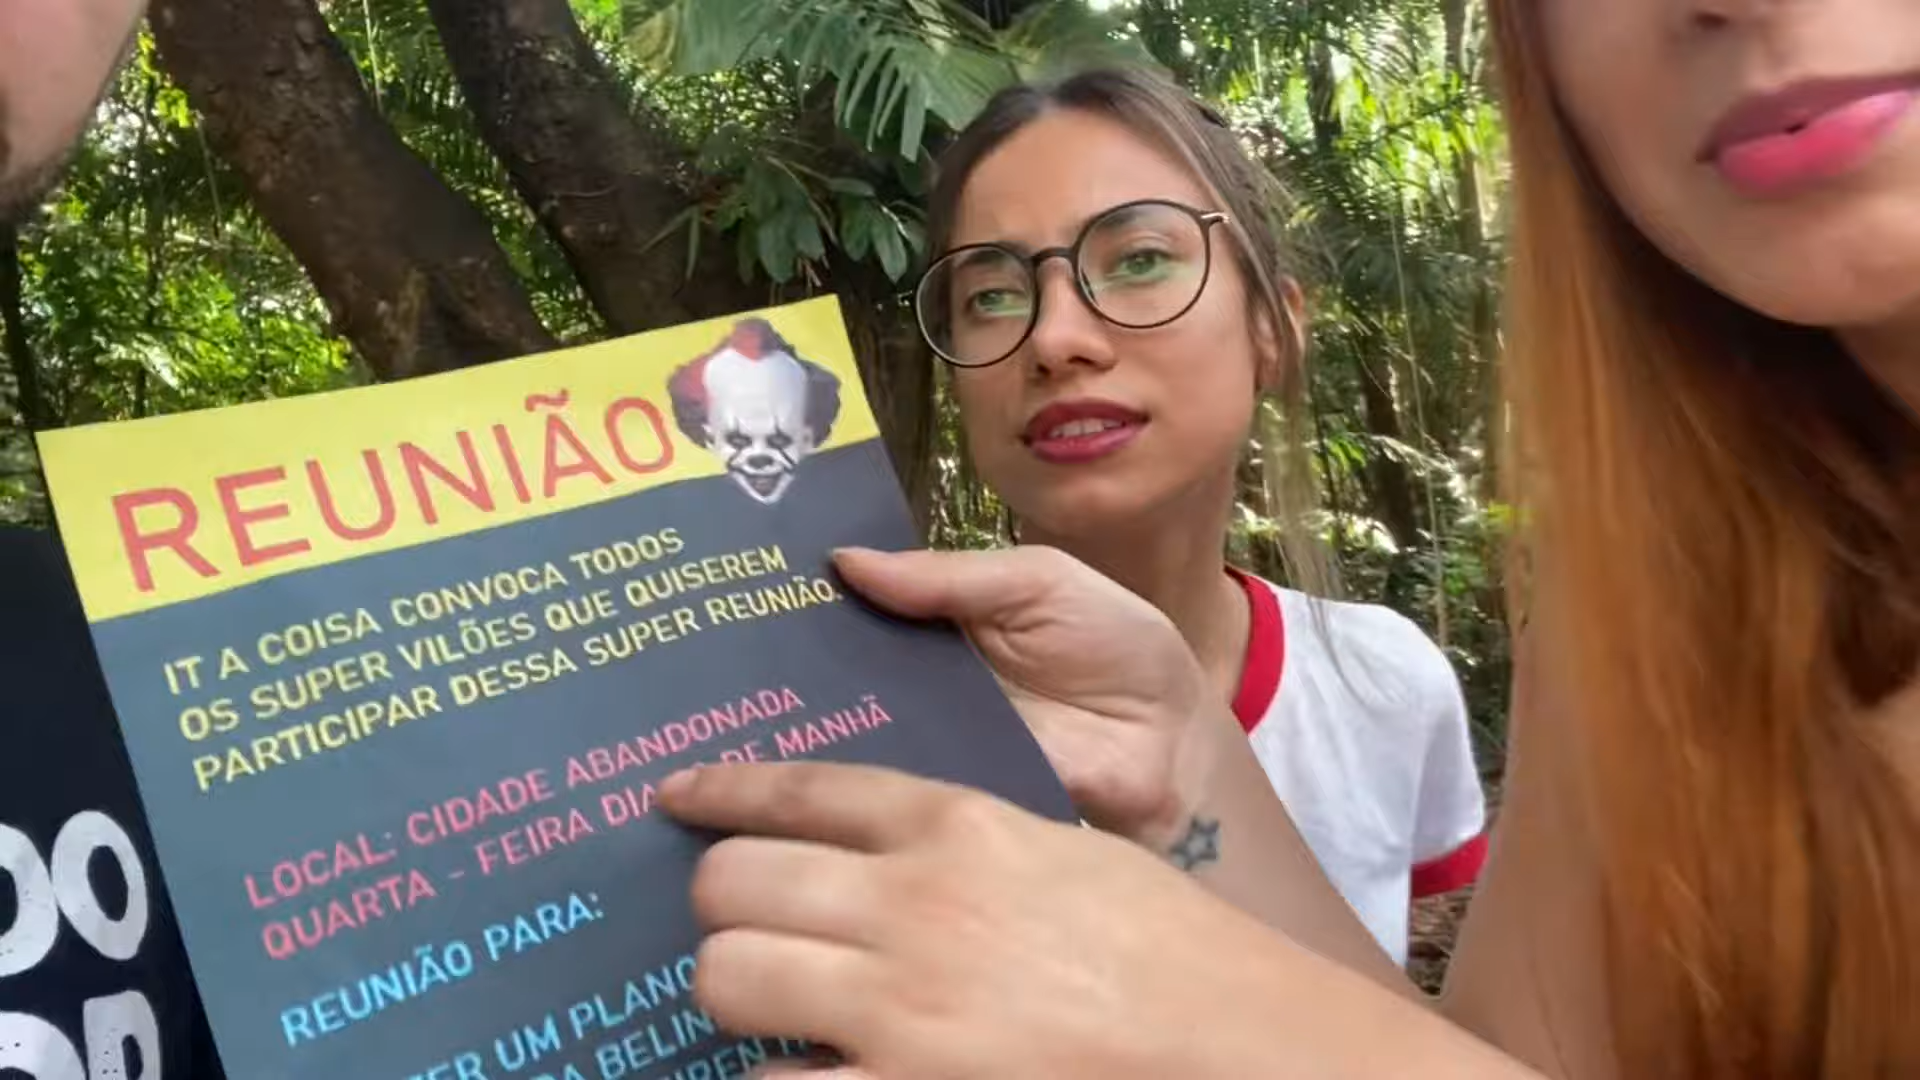 REUNIÃO
IT A COISA CONVOCA TODOS
OS SUPER VILÕES QUE QUISEREM
PARTICIPAR DESSA SUPER REUNIÃO.
LOCAL: CIDADE ABANDONADA
QUARTA - FEIRA DIA DE MANHÃ
REUNIÃO PARA:
UM PLANO